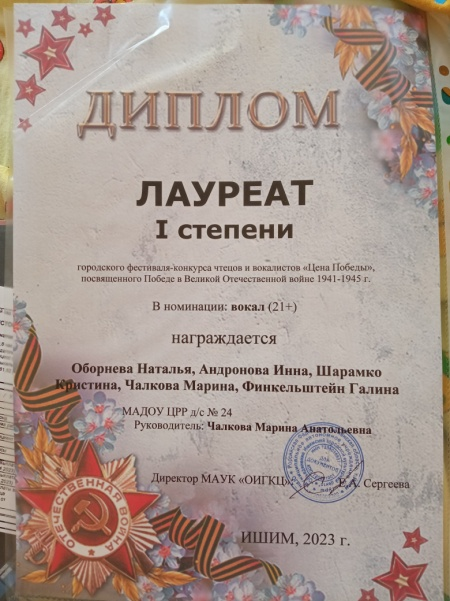 ДИПЛОМ
ЛАУРЕАТ
I степени
городского фестиваля-конкурса чтецов и вокалистов «Цена Победы»,
посвященного Победе в Великой Отечественной войне 1941-1945 г.
В номинации: вокал (21+)
награждается
Оборнева Наталья, Андронова Инна, Шарамко
Кристина, Чалкова Марина, Финкельштейн Галина
МАДОУ ЦРР д/с № 24
Руководитель: Чалкова Марина Анатольевна
Директор МАУК «ОИГКЦ» Е.А. Сергеева
ОТЕЧЕСТВЕННАЯ ВОЙНА
ИШИМ, 2023 г.